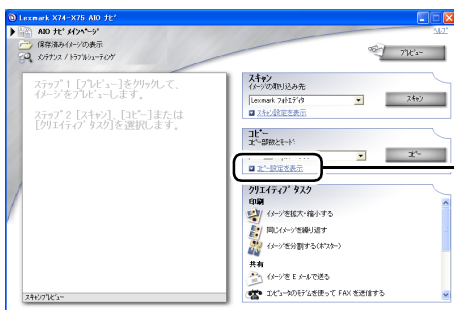 Lexmark X74-X75 AIO ナビ
AIO ナビ メインページ
ヘルプ
保存済みイメージの表示
メンテナンス / トラブルシューティング
プレビュー
ステップ 1 [プレビュー]をクリックして、
イメージをプレビューします。
ステップ 2 [スキャン]、[コピー]または
[クリエイティブ タスク]を選択します。
スキャン
イメージの取り込み先:
Lexmark フォトエディタ
スキャン
スキャン設定を表示
コピー
コピー部数とモード:
コピー
コピー設定を表示
クリエイティブ タスク
印刷
イメージを拡大・縮小する
同じイメージを繰り返す
イメージを分割する(ポスター)
共有
イメージを E メールで送る
コンピュータのモデムを使って FAX を送信する
スキャンプレビュー